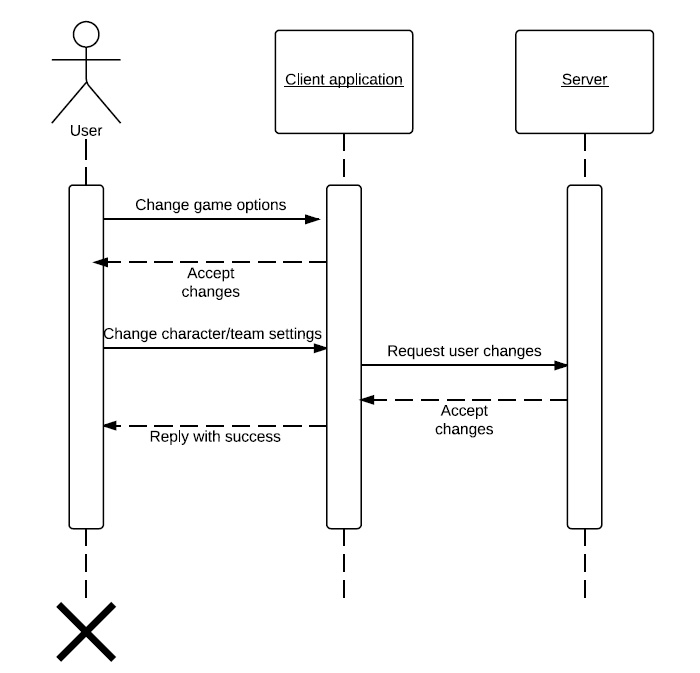 User
Client application
Server
Change game options
Accept
changes
Change character/team settings
Request user changes
Accept
changes
Reply with success